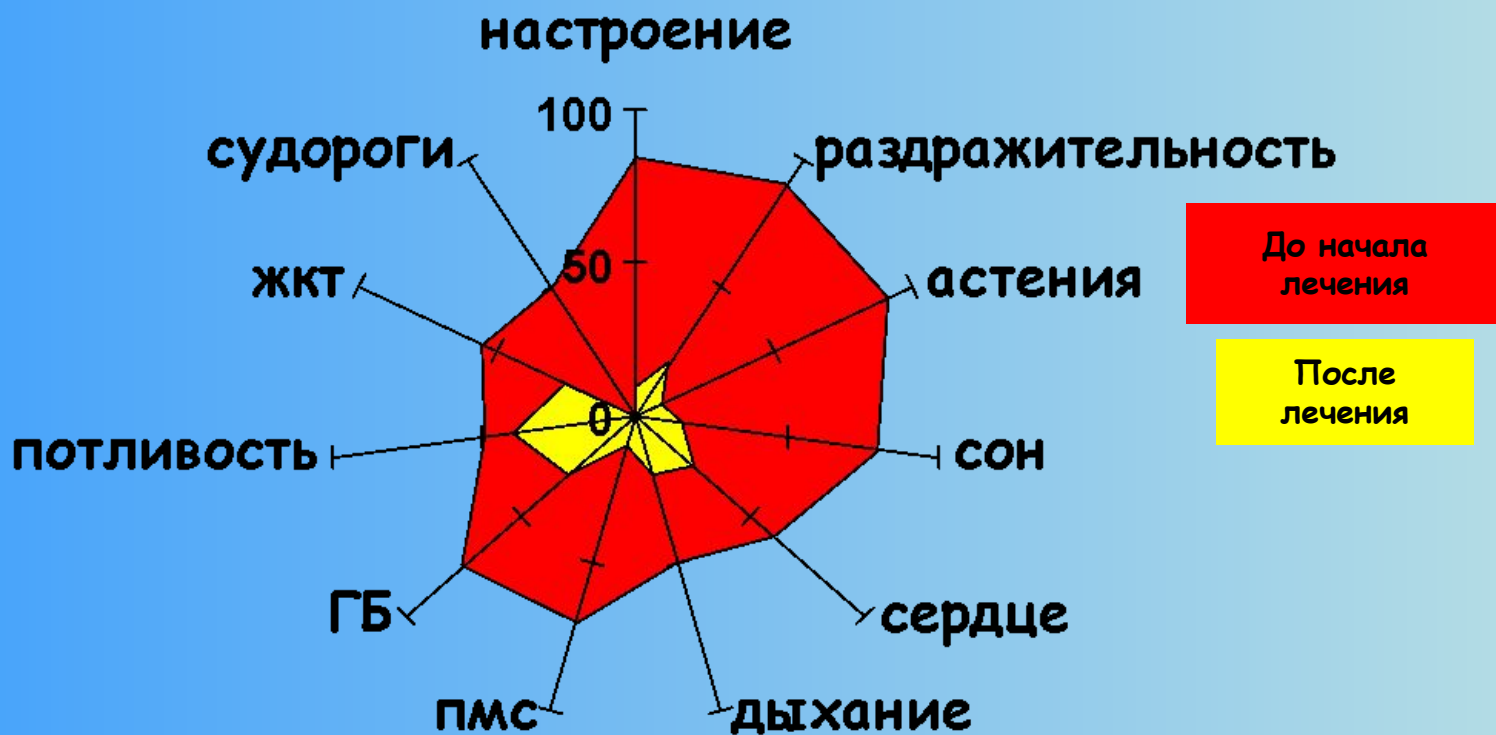 настроение
100
судороги
раздражительность
До начала
лечения
50
жкт
астения
После
лечения
0
потливость
сон
ГБ
сердце
пмс
дыхание